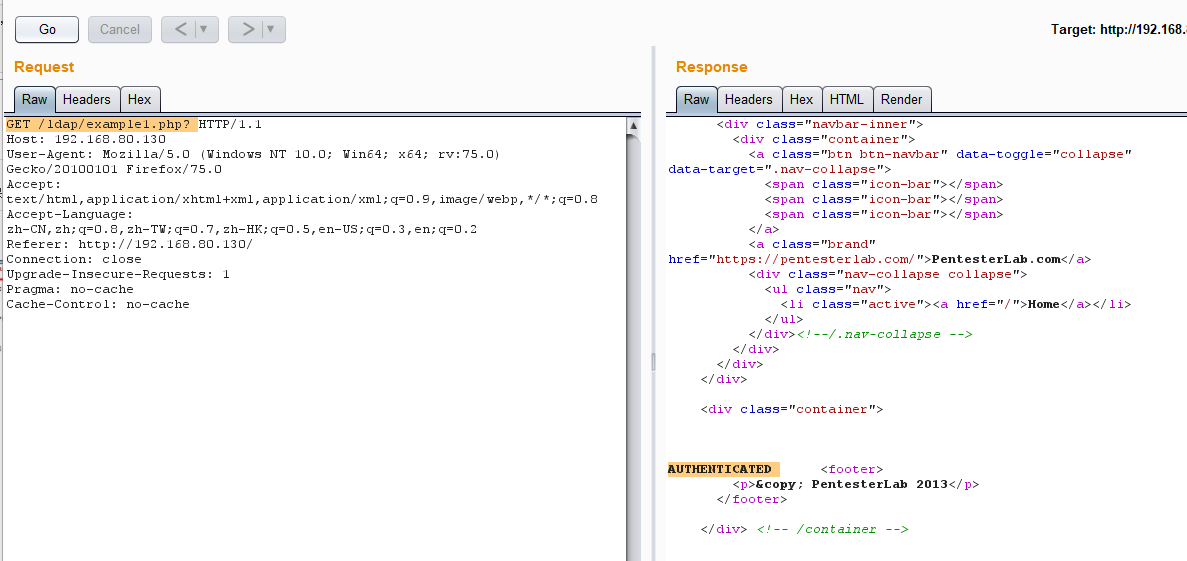 Go
Cancel
<
>
Target: http://192.168.
Request
Raw
Headers
Hex
GET /ldap/example1.php? HTTP/1.1
Host: 192.168.80.130
User-Agent: Mozilla/5.0 (Windows NT 10.0; Win64; x64; rv:75.0)
Gecko/20100101 Firefox/75.0
Accept:
text/html,application/xhtml+xml,application/xml;q=0.9,image/webp,*/*;q=0.8
Accept-Language:
zh-CN,zh;q=0.8,zh-TW;q=0.7,zh-HK;q=0.5,en-US;q=0.3,en;q=0.2
Referer: http://192.168.80.130/
Connection: close
Upgrade-Insecure-Requests: 1
Pragma: no-cache
Cache-Control: no-cache
Response
Raw
Headers
Hex
HTML
Render
<div class="navbar-inner">
<div class="container">
<a class="btn btn-navbar" data-toggle="collapse"
data-target=".nav-collapse">
<span class="icon-bar"></span>
<span class="icon-bar"></span>
<span class="icon-bar"></span>
</a>
<a class="brand"
href="https://pentesterlab.com/">PentesterLab.com</a>
<div class="nav-collapse collapse">
<ul class="nav">
<li class="active"><a href="/">Home</a></li>
</ul>
</div><!--/.nav-collapse -->
</div>
</div>
</div>
<div class="container">
AUTHENTICATED <footer>
<p>&copy; PentesterLab 2013</p>
</footer>
</div> <!-- /container -->